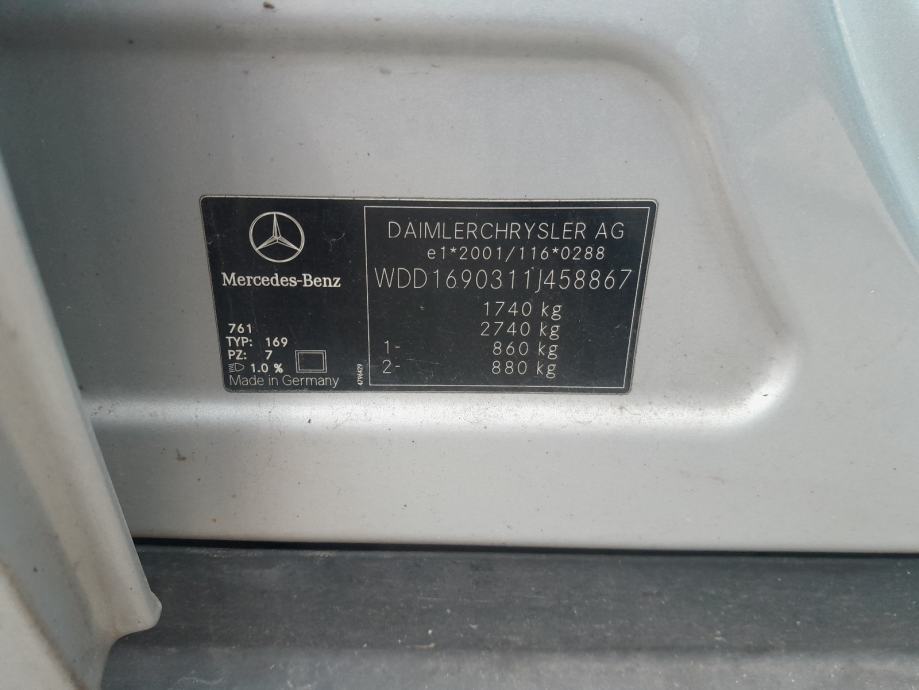 Mercedes-Benz
761
TYP: 169
PZ: 7
1.0 %
Made in Germany
DAIMLERCHRYSLER AG
e1*2001/116*0288
WDD1690311J458867
1740 kg
2740 kg
1- 860 kg
2- 880 kg